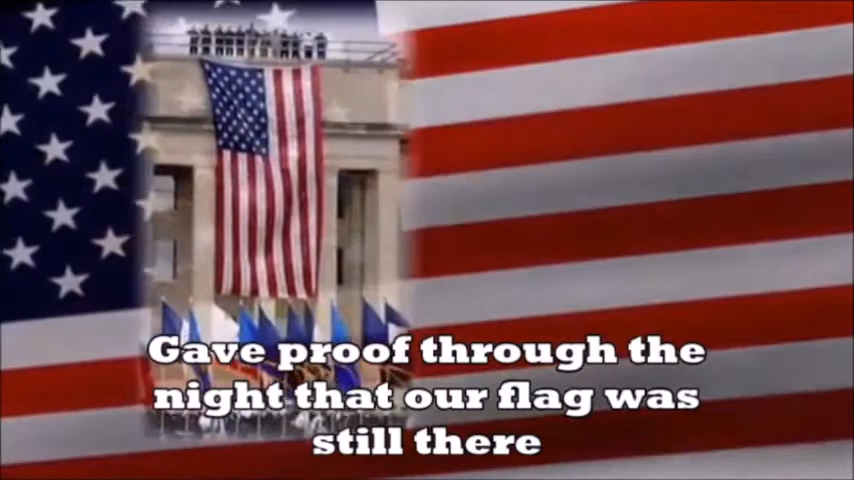 Gave proof through the
night that our flag was
still there